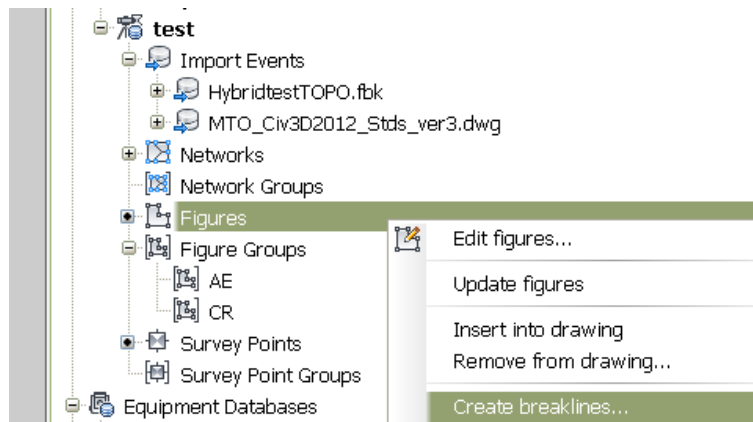 test
Import Events
HybridtestTOPO.fbk
MTO_Civ3D2012_Stds_ver3.dwg
Networks
Network Groups
Figures
Edit figures...
Figure Groups
AE
Update figures
CR
Insert into drawing
Survey Points
Remove from drawing...
Survey Point Groups
Equipment Databases
Create breaklines...